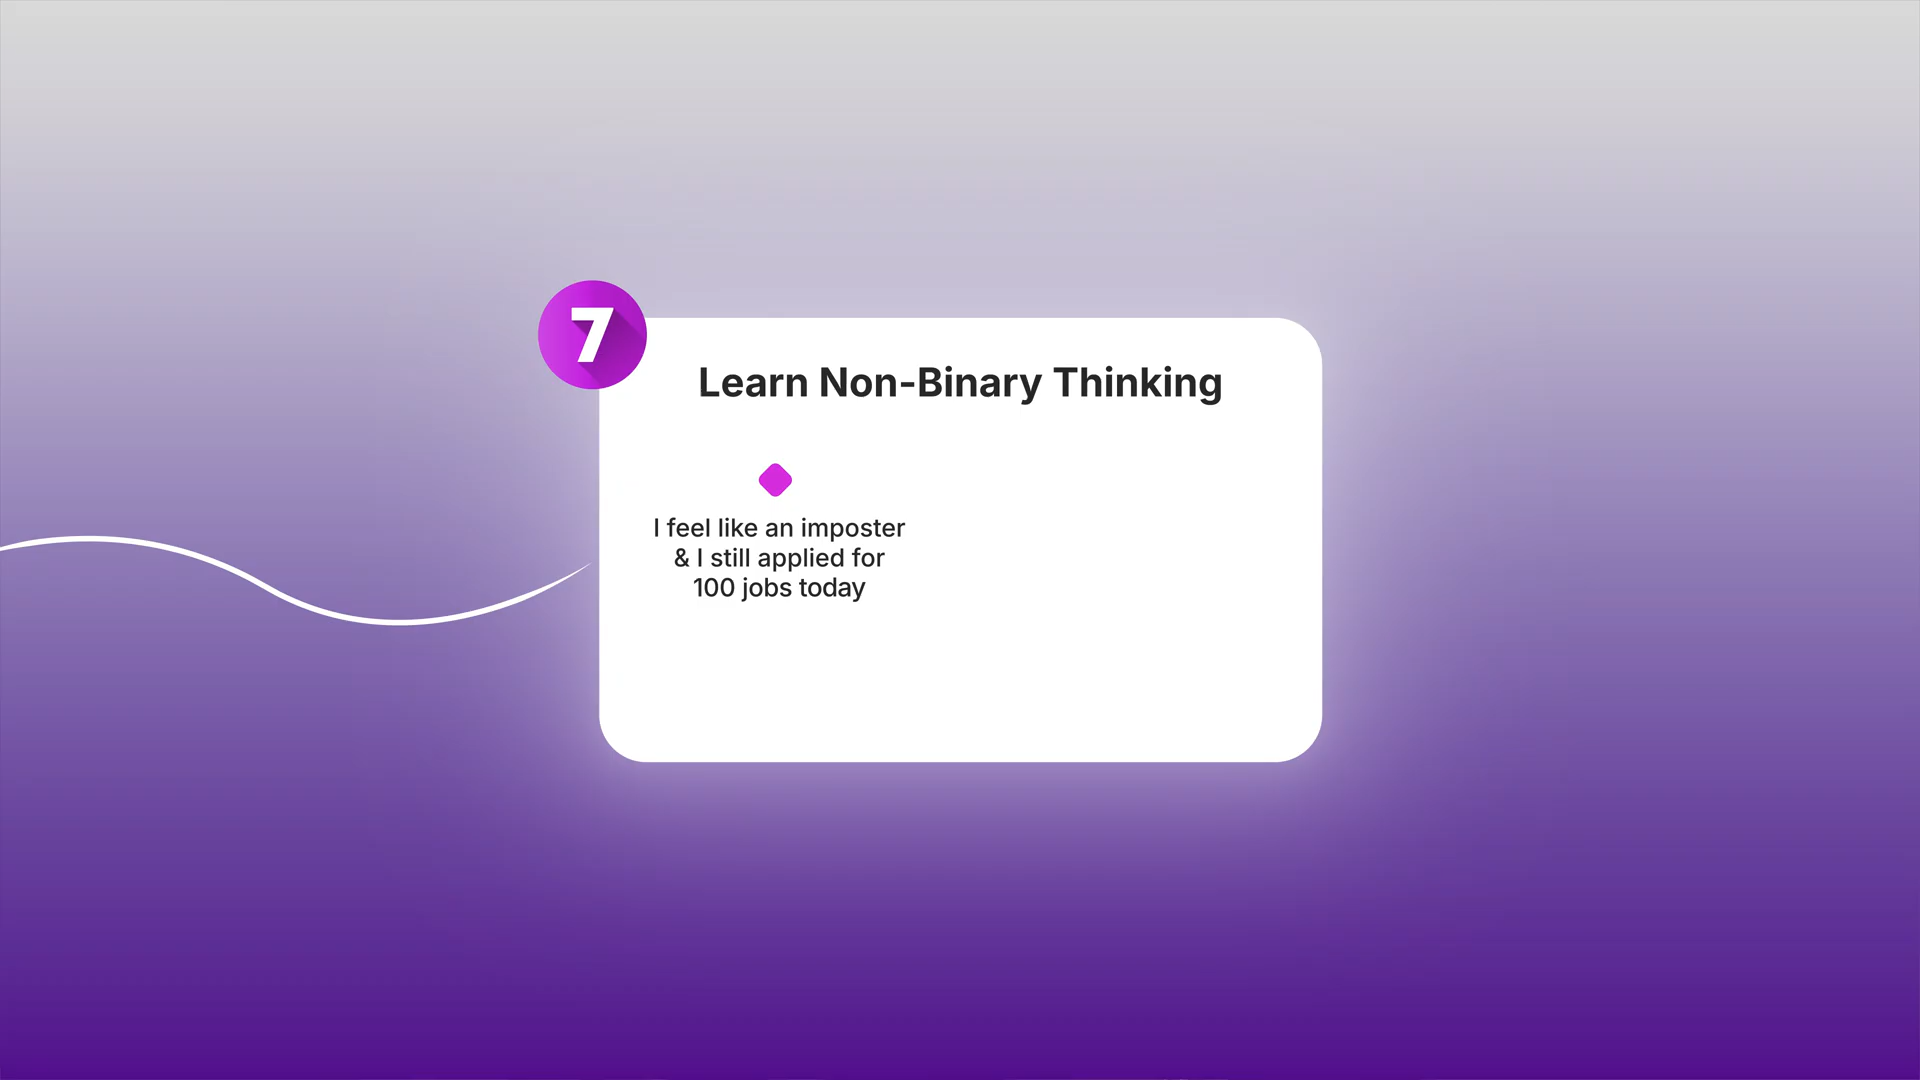 7
Learn Non-Binary Thinking
I feel like an imposter
& I still applied for
100 jobs today